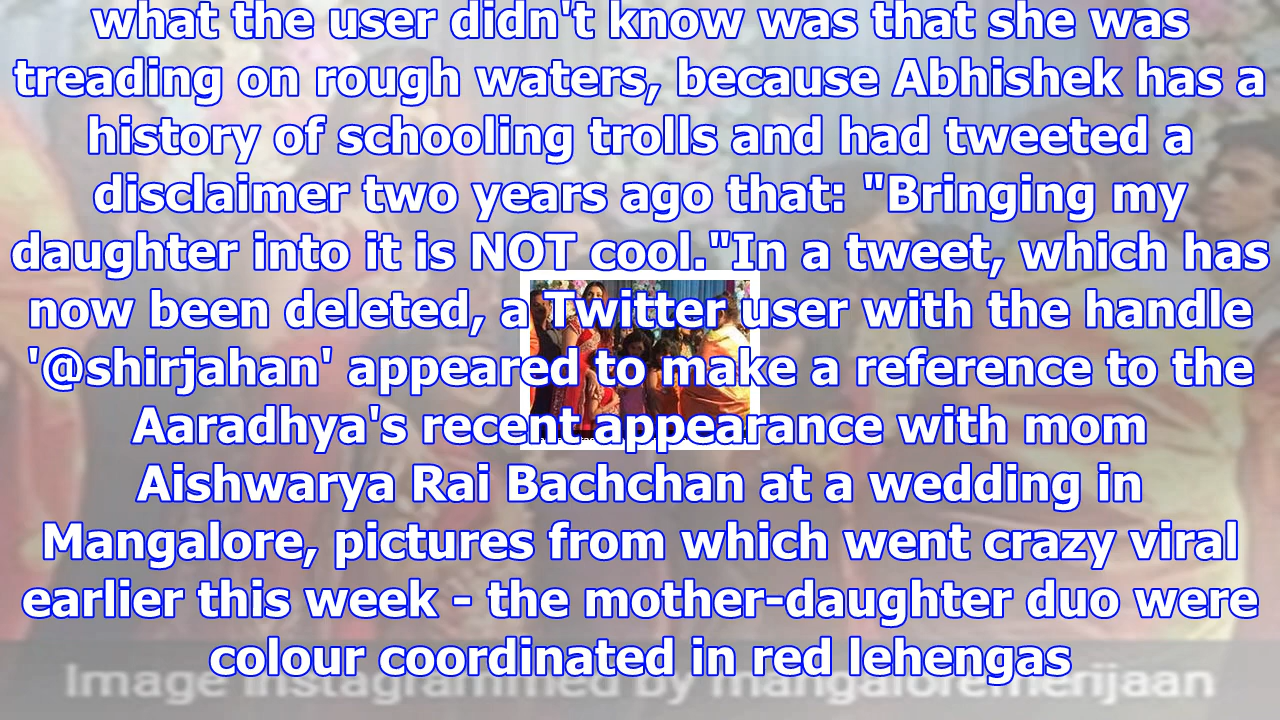 what the user didn't know was that she was
treading on rough waters, because Abhishek has a
history of schooling trolls and had tweeted a
disclaimer two years ago that: "Bringing my
daughter into it is NOT cool."In a tweet, which has
now been deleted, a Twitter user with the handle
'@shirjahan' appeared to make a reference to the
Aaradhya's recent appearance with mom
Aishwarya Rai Bachchan at a wedding in
Mangalore, pictures from which went crazy viral
earlier this week - the mother-daughter duo were
colour coordinated in red lehengas
Image Instagrammed by mangaloremerijaan